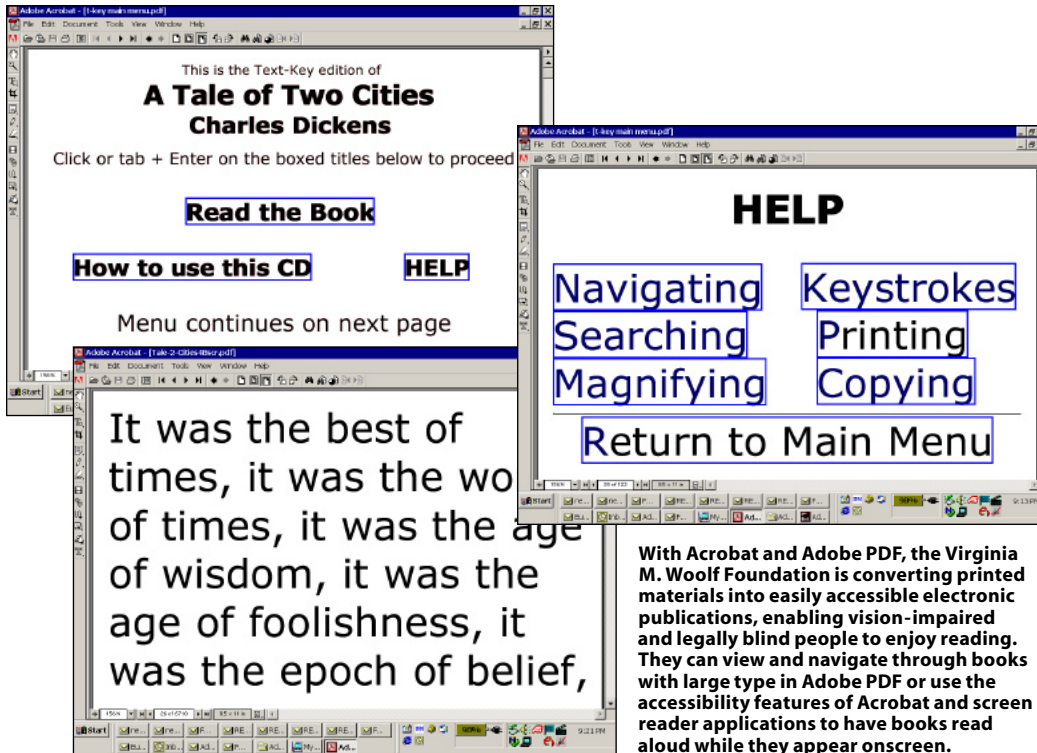 Adobe Acrobat - [t-key main menu.pdf]
File Edit Document Tools View Window Help
This is the Text-Key edition of
A Tale of Two Cities
Charles Dickens
Click or tab + Enter on the boxed titles below to proceed
Read the Book
How to use this CD HELP
Menu continues on next page
Start
Adobe Acrobat - [t-key main menu.pdf]
File Edit Document Tools View Window Help
HELP
Navigating Keystrokes
Searching Printing
Magnifying Copying
Return to Main Menu
Start 9:13 PM
Adobe Acrobat - [Tale-2-Cities-18scr.pdf]
File Edit Document Tools View Window Help
It was the best of
times, it was the wo
of times, it was the age
of wisdom, it was the
age of foolishness, it
was the epoch of belief,
Start 9:21 PM
With Acrobat and Adobe PDF, the Virginia
M. Woolf Foundation is converting printed
materials into easily accessible electronic
publications, enabling vision-impaired
and legally blind people to enjoy reading.
They can view and navigate through books
with large type in Adobe PDF or use the
accessibility features of Acrobat and screen
reader applications to have books read
aloud while they appear onscreen.